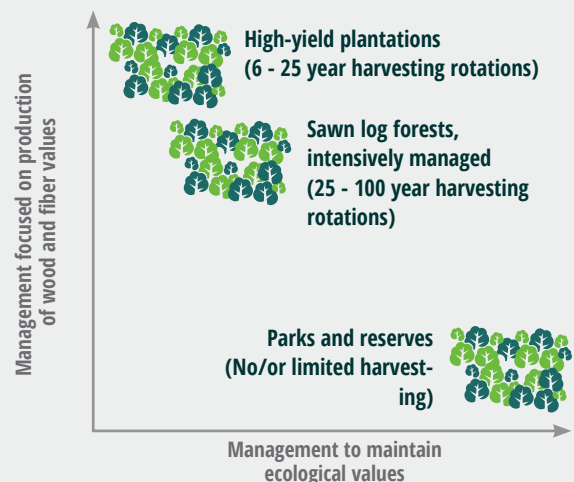 High-yield plantations
(6 - 25 year harvesting rotations)
Sawn log forests,
intensively managed
(25 - 100 year harvesting
rotations)
Parks and reserves
(No/or limited harvest-
ing)
Management focused on production
of wood and fiber values
Management to maintain
ecological values